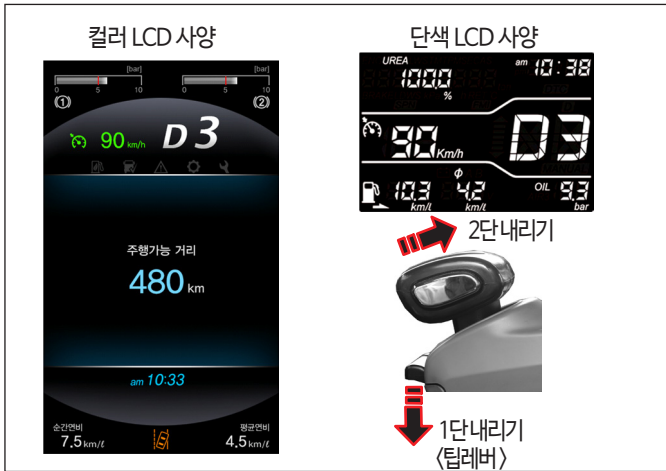 컬러 LCD 사양
[bar]
[bar]
0 5 10
0 5 10
(1)
(2)
90 km/h D 3
주행가능 거리
480 km
am 10:33
순간연비
7.5 km/ℓ
평균연비
4.5 km/ℓ
단색 LCD 사양
UREA
100.0
%
am 10:38
90 Km/h
D3
10.3
km/ℓ
ϕ
4.2
km/ℓ
OIL 9.3
bar
2단 내리기
1단 내리기
〈팁레버〉